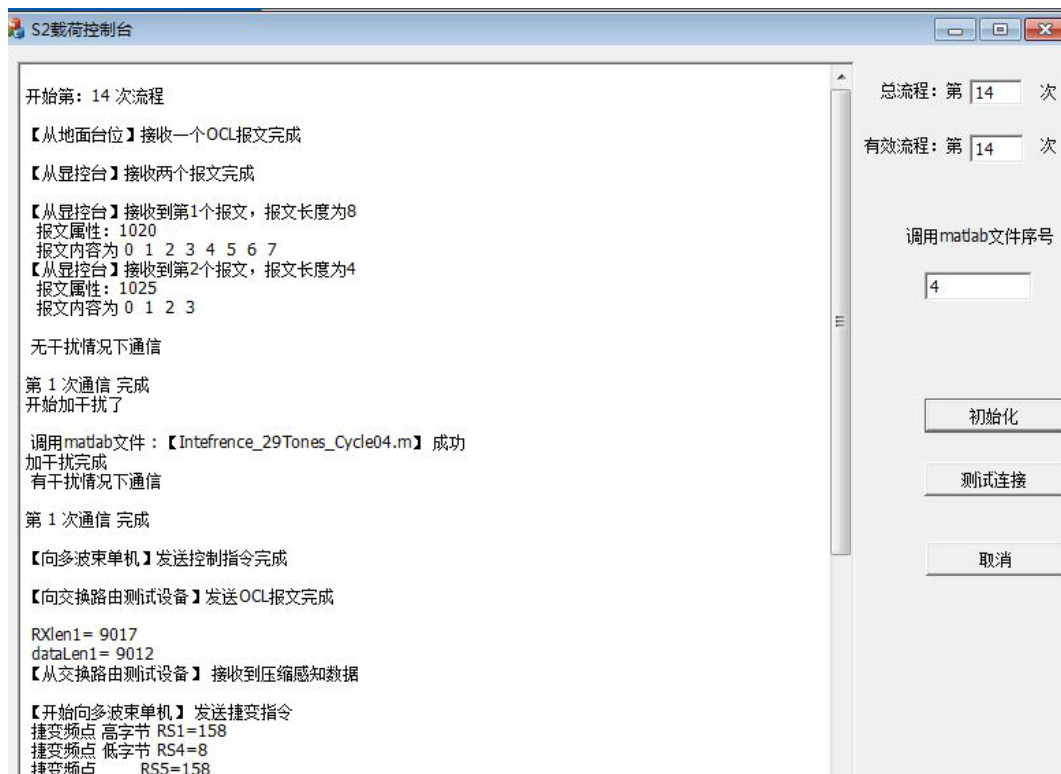 S2载荷控制台
开始第：14 次流程
【从地面台位】接收一个OCL报文完成
【从显控台】接收两个报文完成
【从显控台】接收到第1个报文，报文长度为8
报文属性：1020
报文内容为 0 1 2 3 4 5 6 7
【从显控台】接收到第2个报文，报文长度为4
报文属性：1025
报文内容为 0 1 2 3
无干扰情况下通信
第 1 次通信 完成
开始加干扰了
调用matlab文件：【Intefrence_29Tones_Cycle04.m】 成功
加干扰完成
有干扰情况下通信
第 1 次通信 完成
【向多波束单机】发送控制指令完成
【向交换路由测试设备】发送OCL报文完成
RXlen1= 9017
dataLen1= 9012
【从交换路由测试设备】 接收到压缩感知数据
【开始向多波束单机】 发送捷变指令
捷变频点 高字节 RS1=158
捷变频点 低字节 RS4=8
捷变频点 RS5=158
总流程：第 14 次
有效流程：第 14 次
调用matlab文件序号
4
初始化
测试连接
取消